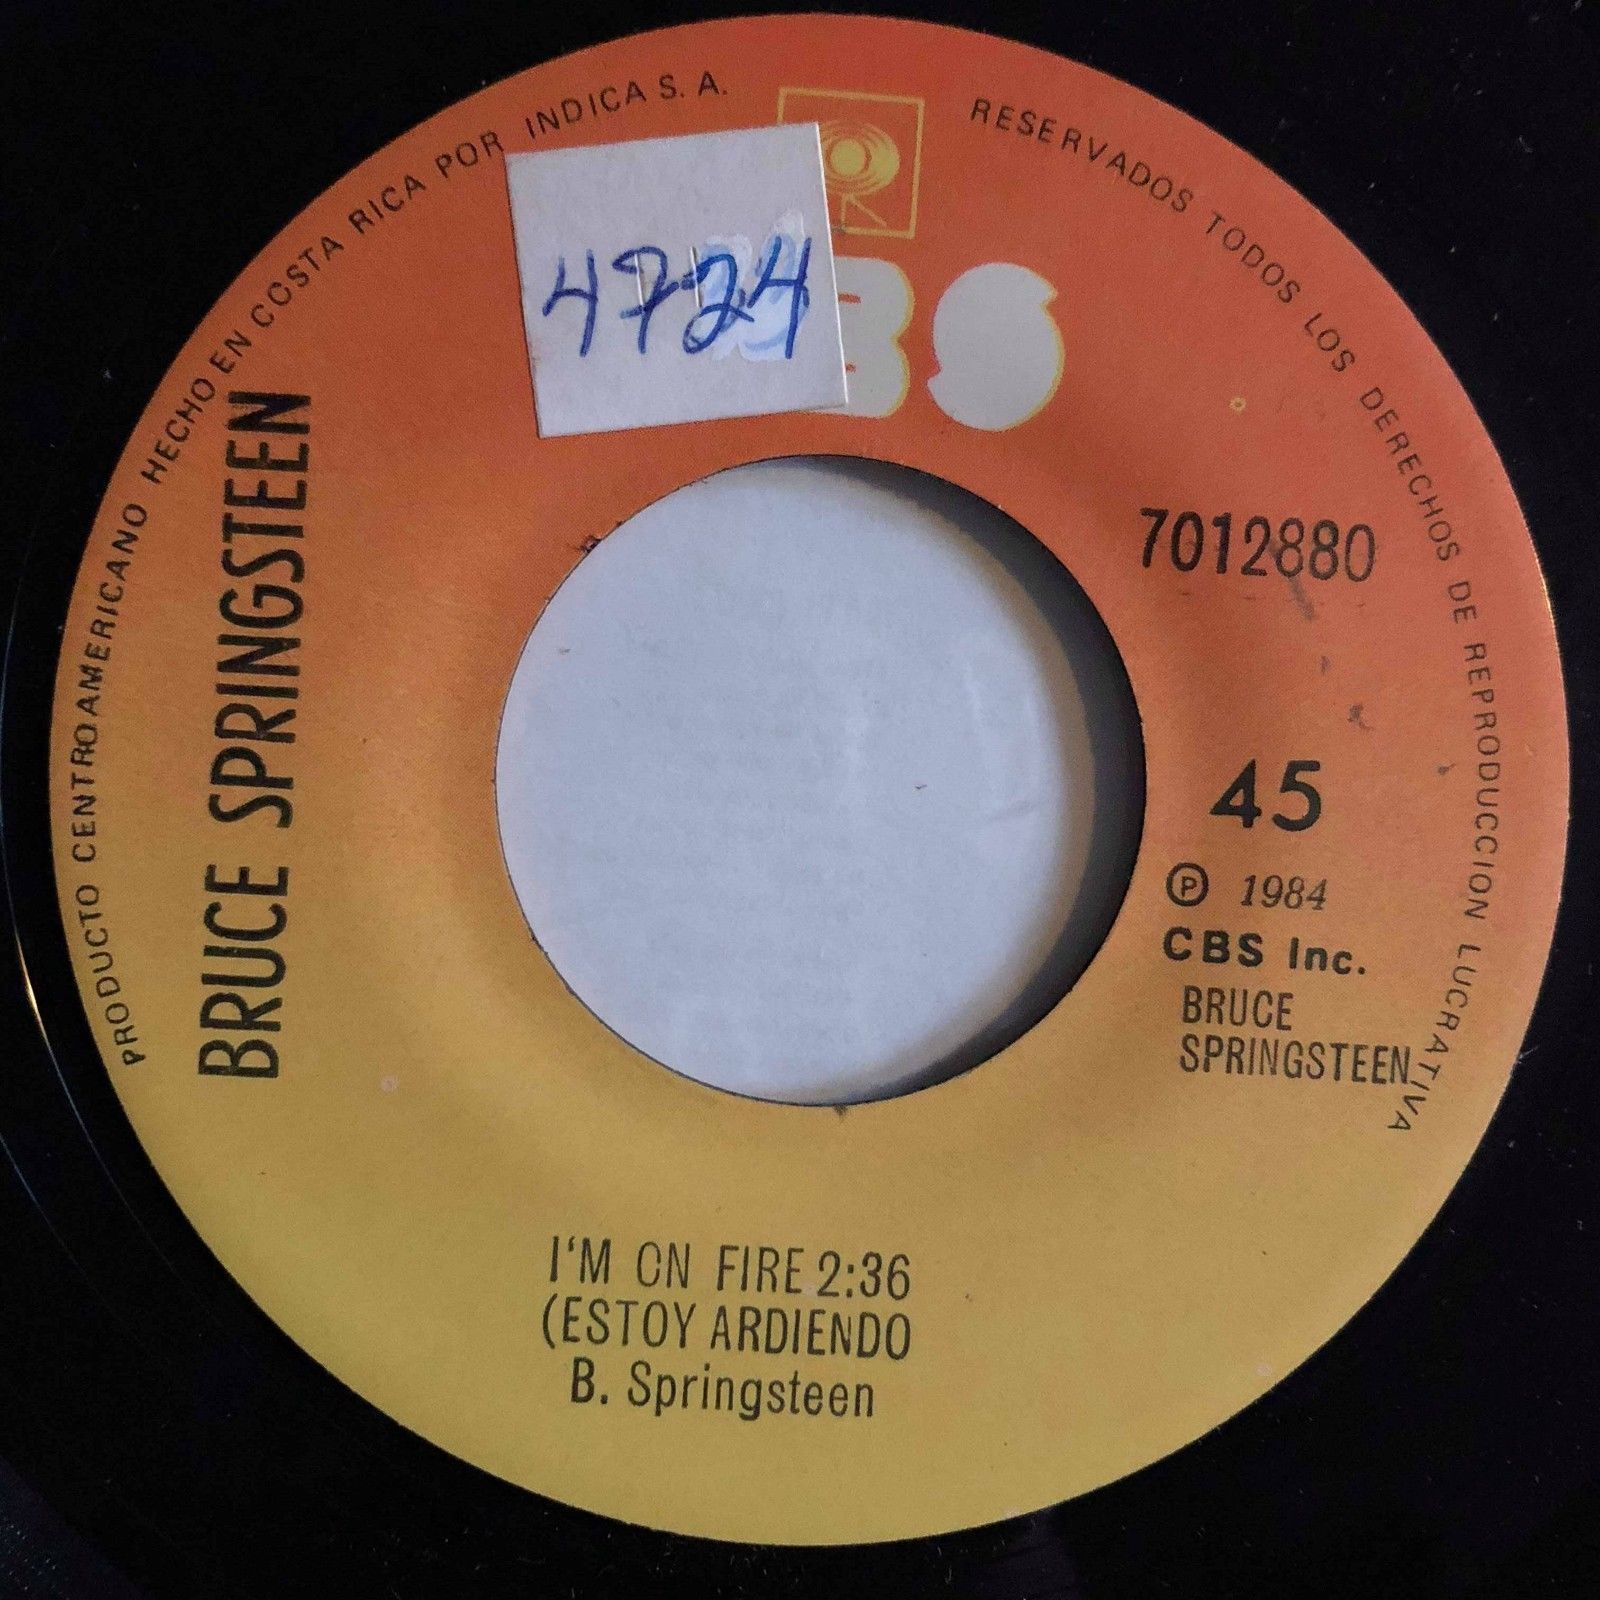 PRODUCTO CENTROAMERICANO HECHO EN COSTA RICA POR INDICA S. A.
RESERVADOS TODOS LOS DERECHOS DE REPRODUCCION LUCRATIVA
4724
BS
BRUCE SPRINGSTEEN
7012880
45
Ⓟ 1984
CBS Inc.
BRUCE
SPRINGSTEEN
I'M ON FIRE 2:36
(ESTOY ARDIENDO
B. Springsteen